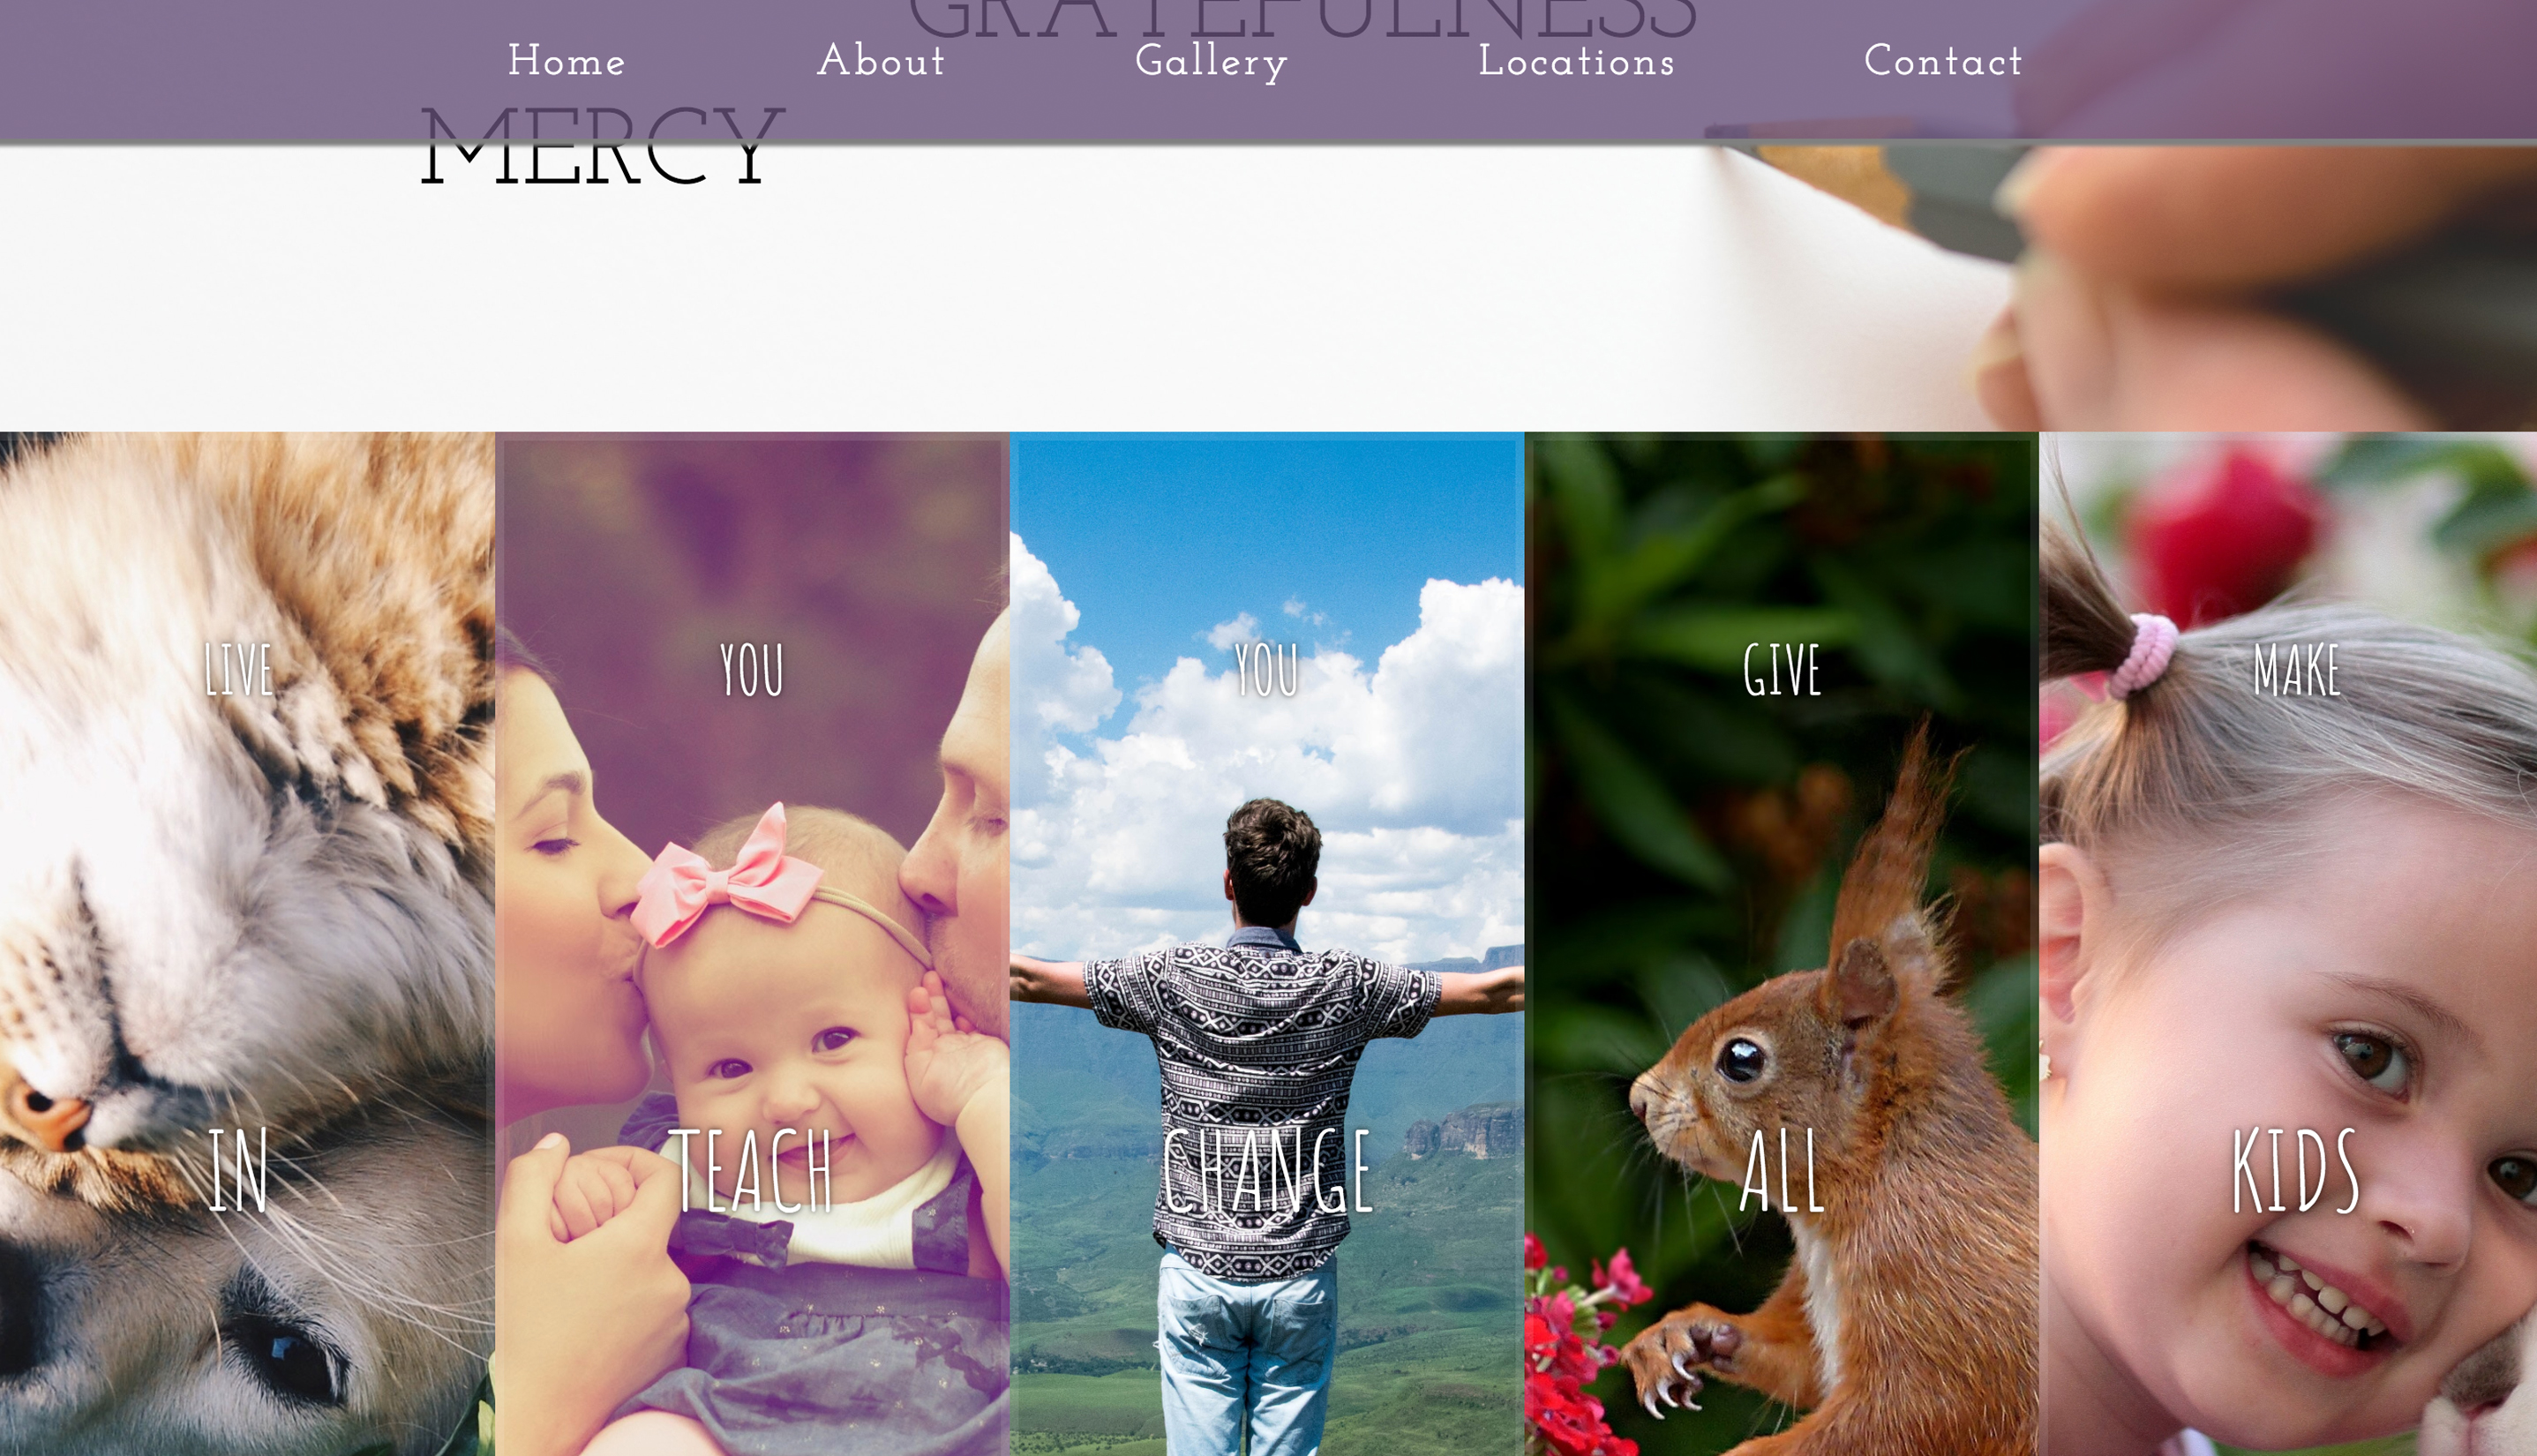 GRATEFULNESS
Home About Gallery Locations Contact
MERCY
LIVE
IN
YOU
TEACH
YOU
CHANGE
GIVE
ALL
MAKE
KIDS